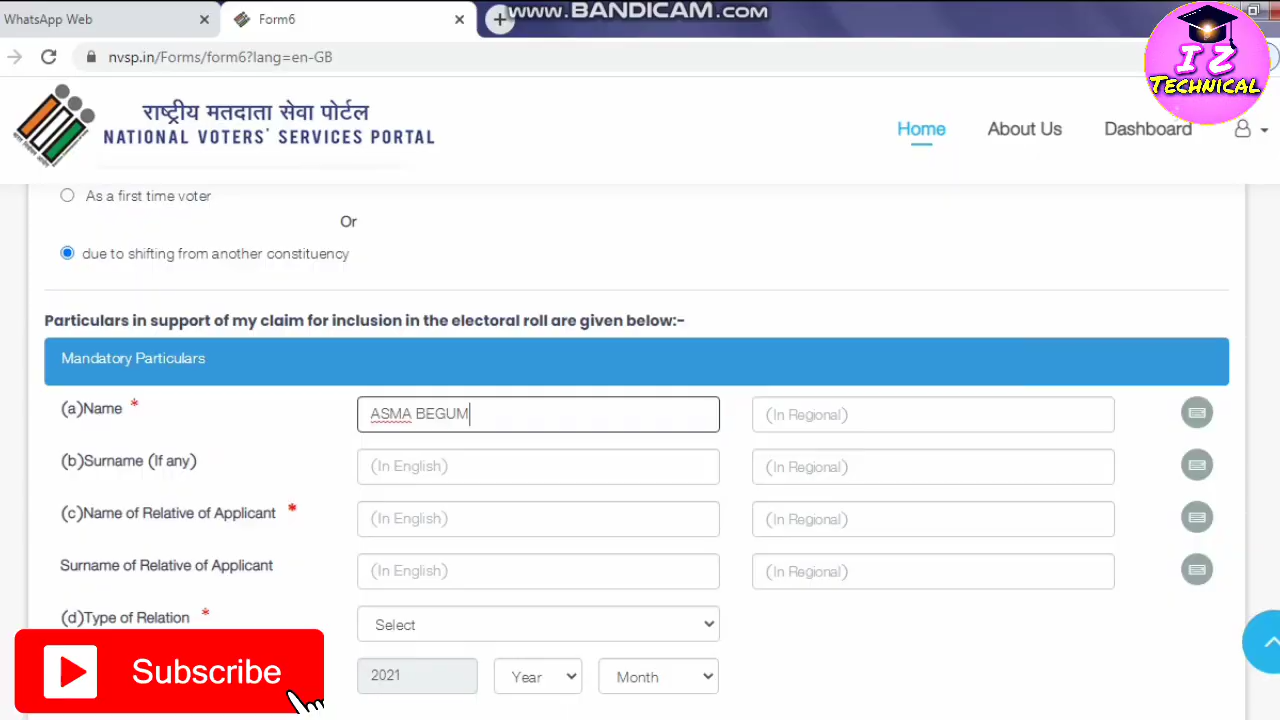 WhatsApp Web
Form6
www.BANDICAM.com
nvsp.in/Forms/form6?lang=en-GB
I Z
TECHNICAL
राष्ट्रीय मतदाता सेवा पोर्टल
NATIONAL VOTERS' SERVICES PORTAL
Home About Us Dashboard
As a first time voter
Or
due to shifting from another constituency
Particulars in support of my claim for inclusion in the electoral roll are given below:-
Mandatory Particulars
(a)Name * ASMA BEGUM (In Regional)
(b)Surname (If any) (In English) (In Regional)
(c)Name of Relative of Applicant * (In English) (In Regional)
Surname of Relative of Applicant (In English) (In Regional)
(d)Type of Relation * Select
Subscribe 2021 Year Month